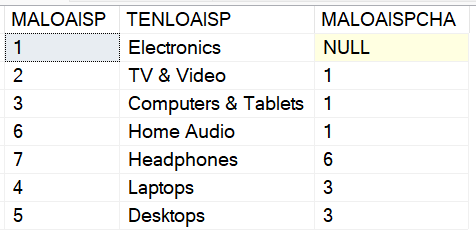 MALOAISP TENLOAISP MALOAISPCHA
1 Electronics NULL
2 TV & Video 1
3 Computers & Tablets 1
6 Home Audio 1
7 Headphones 6
4 Laptops 3
5 Desktops 3